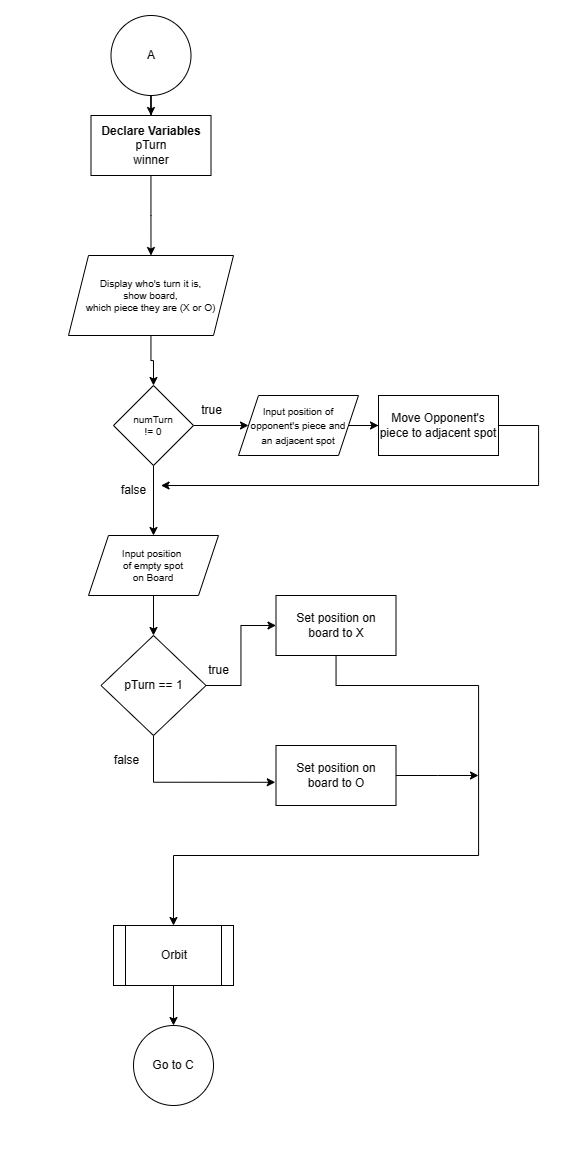 A
Declare Variables
pTurn
winner
Display who's turn it is,
show board,
which piece they are (X or O)
numTurn
!= 0
true
Input position of
opponent's piece and
an adjacent spot
Move Opponent's
piece to adjacent spot
false
Input position
of empty spot
on Board
pTurn == 1
true
Set position on
board to X
false
Set position on
board to O
Orbit
Go to C